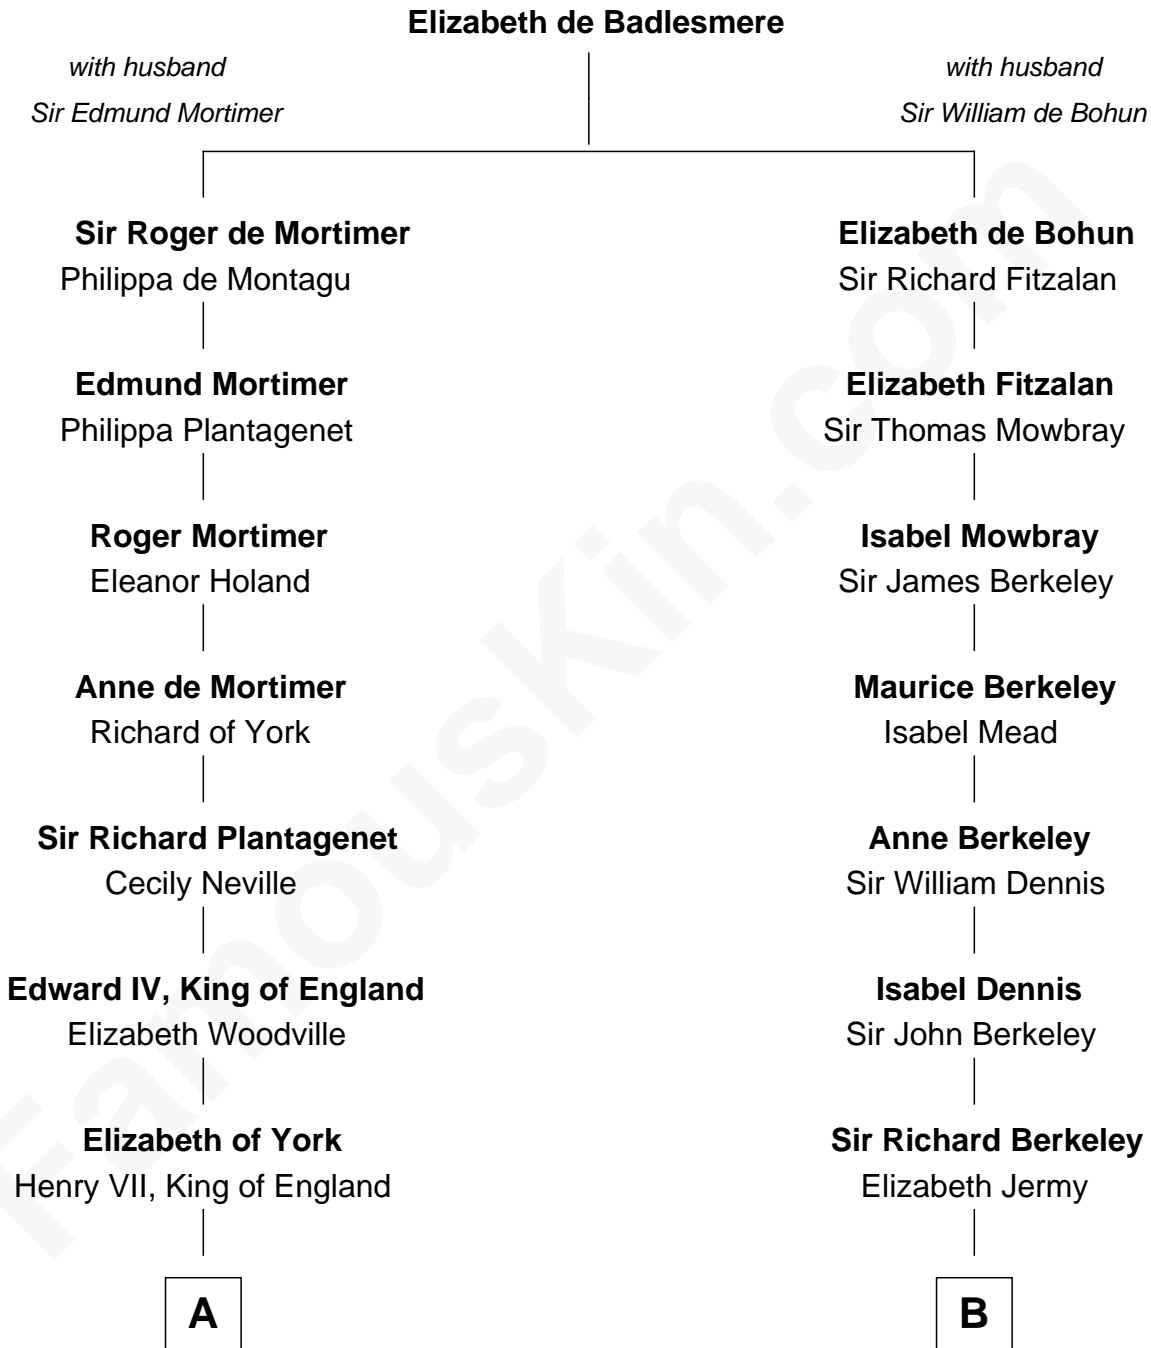 Elizabeth de Badlesmere
with husband
Sir Edmund Mortimer
with husband
Sir William de Bohun
Sir Roger de Mortimer
Philippa de Montagu
Elizabeth de Bohun
Sir Richard Fitzalan
Edmund Mortimer
Philippa Plantagenet
Elizabeth Fitzalan
Sir Thomas Mowbray
Roger Mortimer
Eleanor Holand
Isabel Mowbray
Sir James Berkeley
Anne de Mortimer
Richard of York
Maurice Berkeley
Isabel Mead
Sir Richard Plantagenet
Cecily Neville
Anne Berkeley
Sir William Dennis
Edward IV, King of England
Elizabeth Woodville
Isabel Dennis
Sir John Berkeley
Elizabeth of York
Henry VII, King of England
Sir Richard Berkeley
Elizabeth Jermy
A
B
FamousKin.com